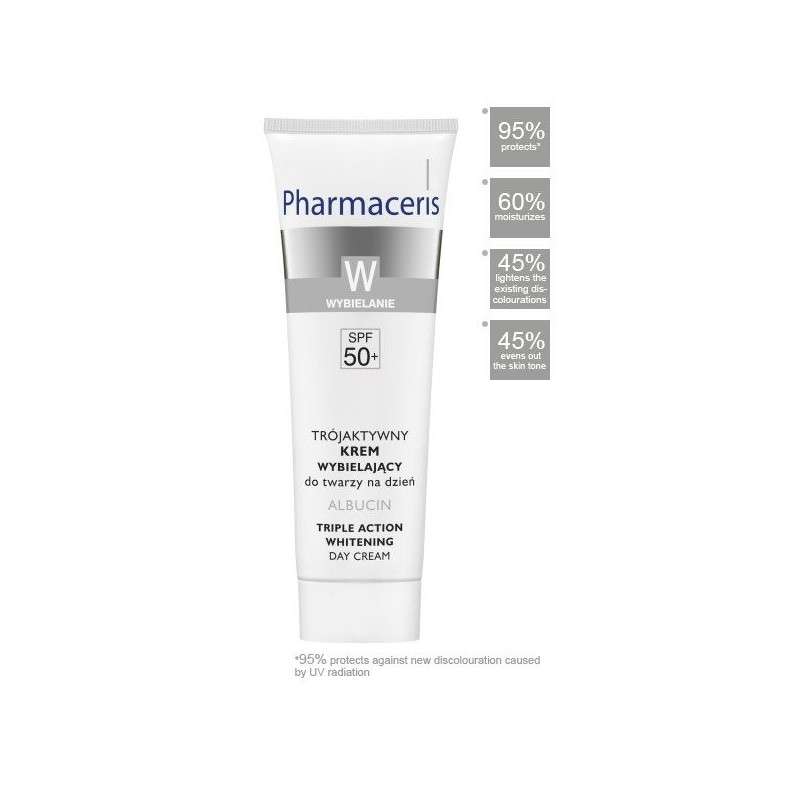 Pharmaceris
W
WYBIELANIE
SPF
50+
TRÓJAKTYWNY
KREM
WYBIELAJĄCY
do twarzy na dzień
ALBUCIN
TRIPLE ACTION
WHITENING
DAY CREAM
95%
protects*
60%
moisturizes
45%
lightens the
existing dis-
colourations
45%
evens out
the skin tone
*95% protects against new discolouration caused
by UV radiation